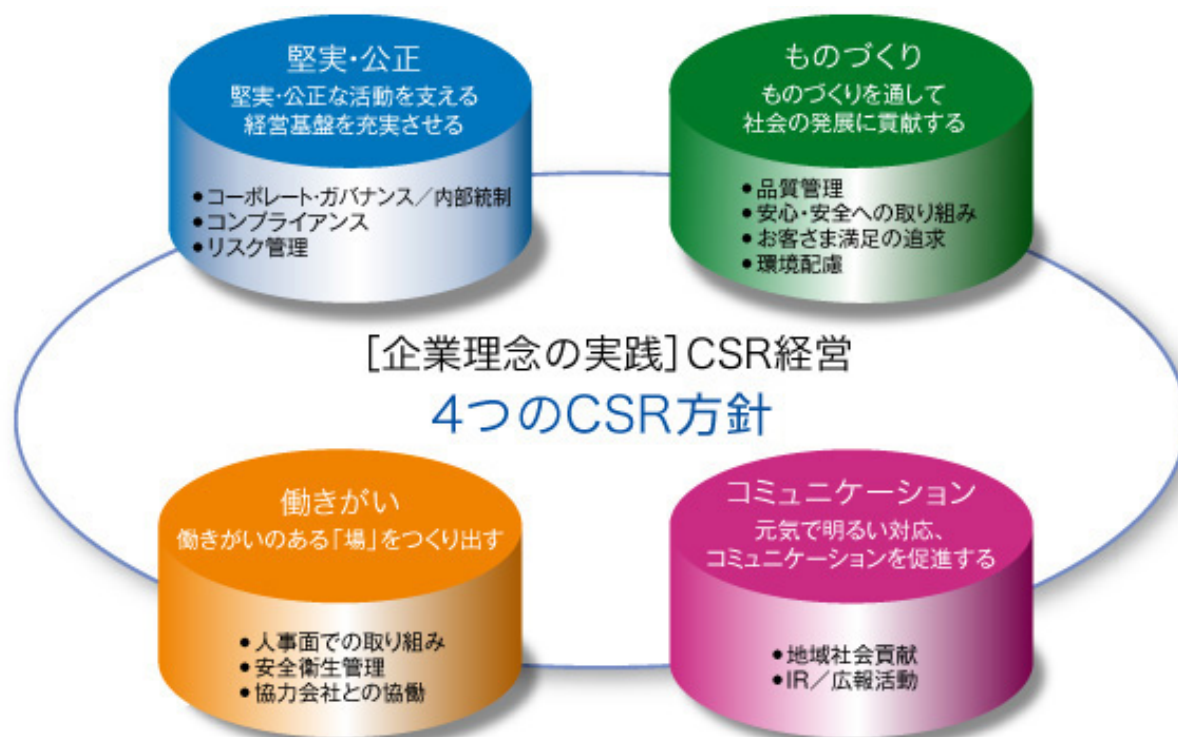 堅実・公正
堅実・公正な活動を支える
経営基盤を充実させる
●コーポレート・ガバナンス／内部統制
●コンプライアンス
●リスク管理
ものづくり
ものづくりを通して
社会の発展に貢献する
●品質管理
●安心・安全への取り組み
●お客さま満足の追求
●環境配慮
［企業理念の実践］CSR経営
4つのCSR方針
働きがい
働きがいのある「場」をつくり出す
●人事面での取り組み
●安全衛生管理
●協力会社との協働
コミュニケーション
元気で明るい対応、
コミュニケーションを促進する
●地域社会貢献
●IR／広報活動